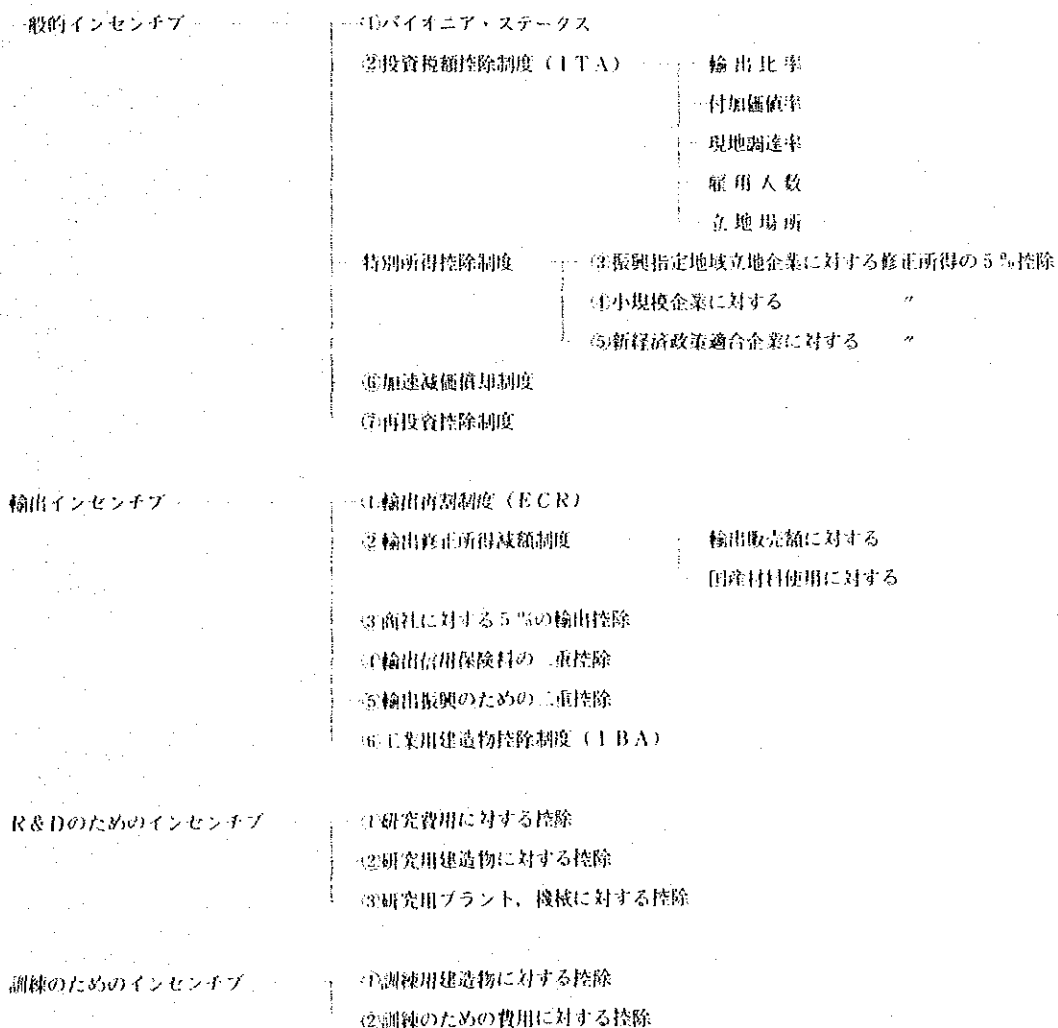 一般的インセンチブ
⑴パイオニア・ステータス
⑵投資税額控除制度(ITA)
輸出比率
付加価値率
現地調達率
雇用人数
立地場所
特別所得控除制度
⑶振興指定地域立地企業に対する修正所得の5%控除
⑷小規模企業に対する 〃
⑸新経済政策適合企業に対する 〃
⑹加速減価償却制度
⑺再投資控除制度
輸出インセンチブ
⑴輸出再割制度(ECR)
⑵輸出修正所得減額制度
輸出販売額に対する
国産材料使用に対する
⑶商社に対する5%の輸出控除
⑷輸出信用保険料の二重控除
⑸輸出振興のための二重控除
⑹工業用建造物控除制度(IBA)
R&Dのためのインセンチブ
⑴研究費用に対する控除
⑵研究用建造物に対する控除
⑶研究用プラント,機械に対する控除
訓練のためのインセンチブ
⑴訓練用建造物に対する控除
⑵訓練のための費用に対する控除